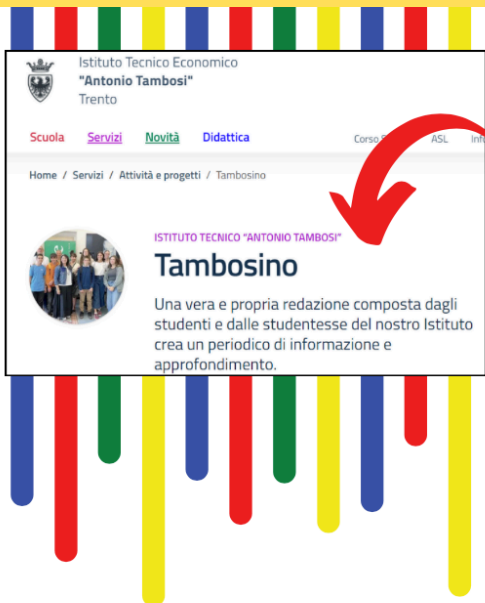 Istituto Tecnico Economico
"Antonio Tambosi"
Trento
Scuola Servizi Novità Didattica Corso ASL
Home / Servizi / Attività e progetti / Tambosino
ISTITUTO TECNICO "ANTONIO TAMBOSI"
Tambosino
Una vera e propria redazione composta dagli
studenti e dalle studentesse del nostro Istituto
crea un periodico di informazione e
approfondimento.